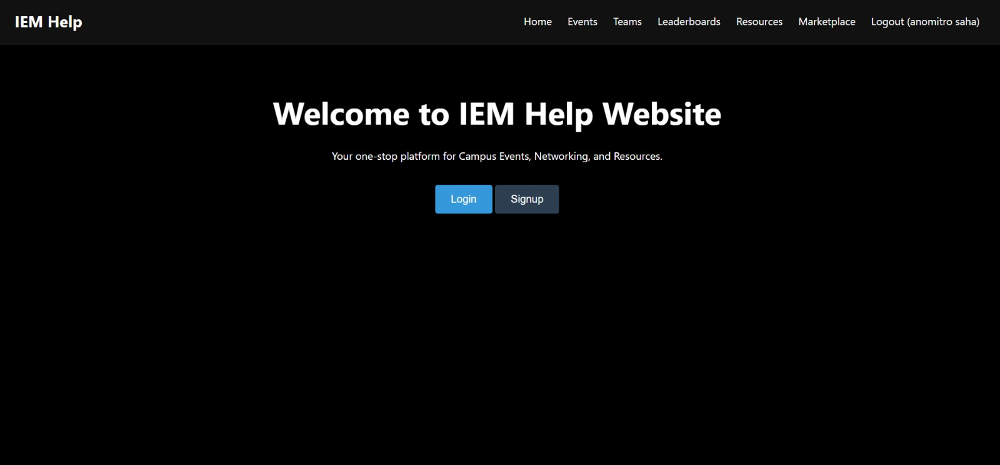 IEM Help
Home Events Teams Leaderboards Resources Marketplace Logout (anomitro saha)
Welcome to IEM Help Website
Your one-stop platform for Campus Events, Networking, and Resources.
Login Signup